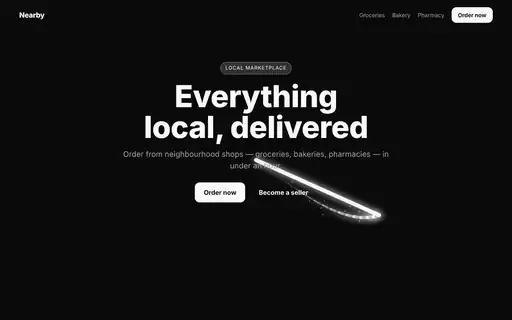 Nearby
Groceries Bakery Pharmacy Order now
LOCAL MARKETPLACE
Everything
local, delivered
Order from neighbourhood shops — groceries, bakeries, pharmacies — in
under an
Order now Become a seller